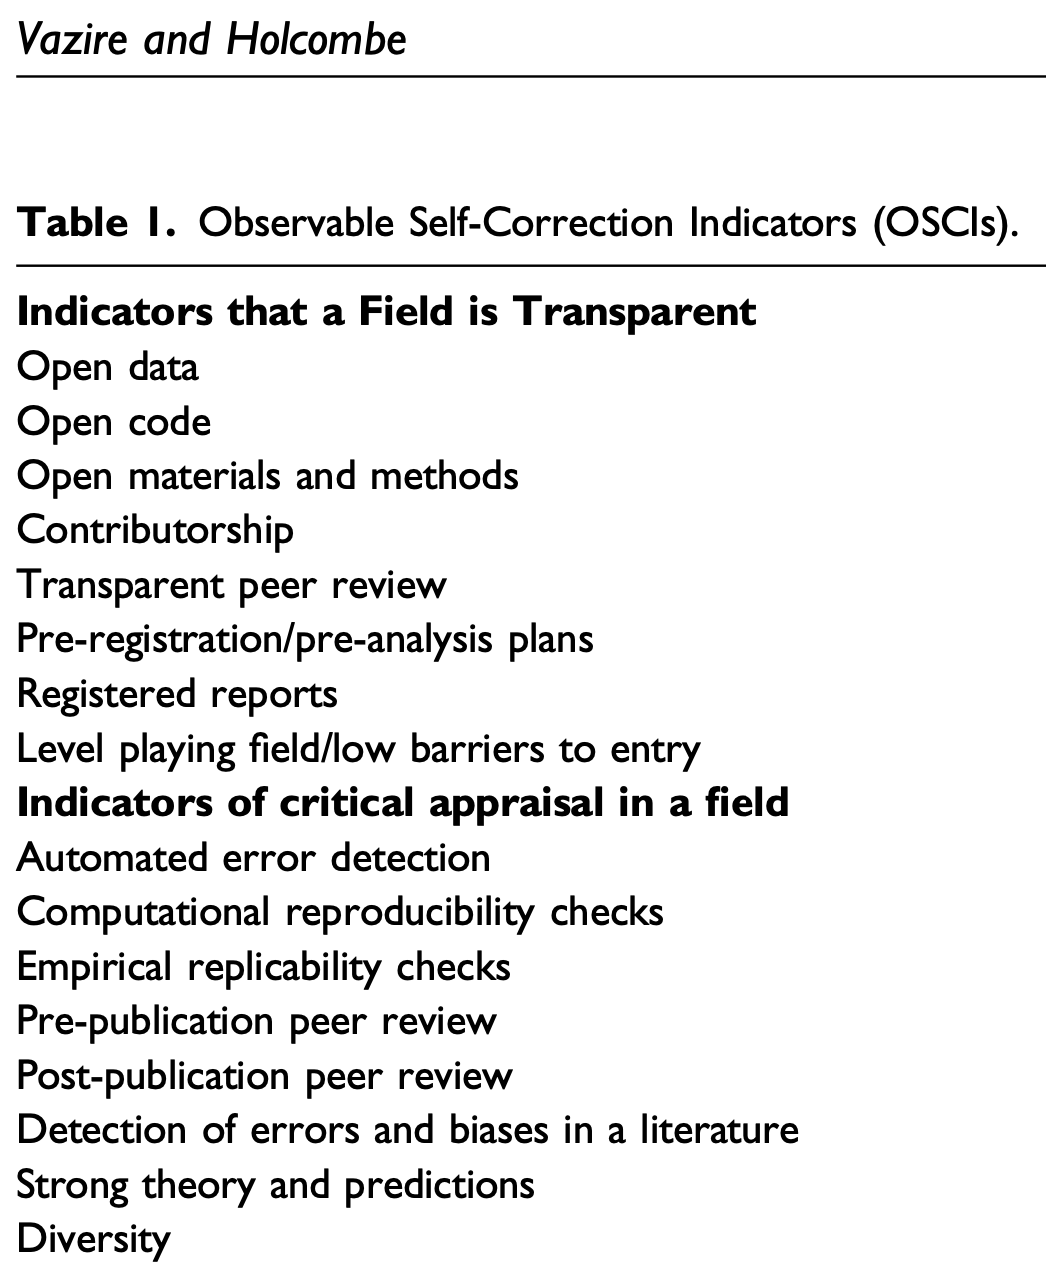 Vazire and Holcombe
Table 1. Observable Self-Correction Indicators (OSCIs).
Indicators that a Field is Transparent
Open data
Open code
Open materials and methods
Contributorship
Transparent peer review
Pre-registration/pre-analysis plans
Registered reports
Level playing field/low barriers to entry
Indicators of critical appraisal in a field
Automated error detection
Computational reproducibility checks
Empirical replicability checks
Pre-publication peer review
Post-publication peer review
Detection of errors and biases in a literature
Strong theory and predictions
Diversity